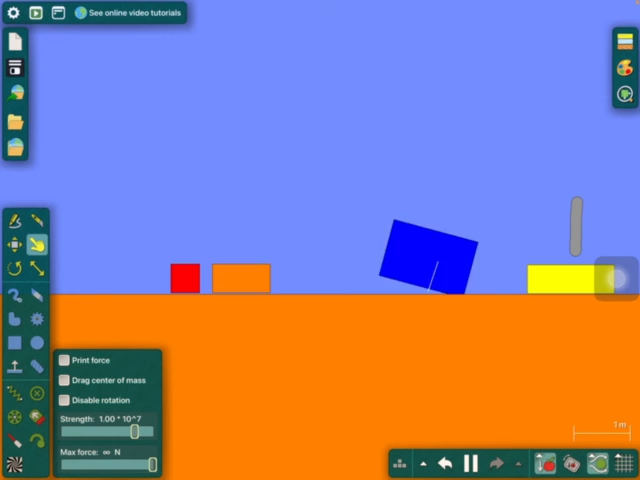 See online video tutorials
Print force
Drag center of mass
Disable rotation
Strength: 1.00 * 10^7
Max force: ∞ N
1 m